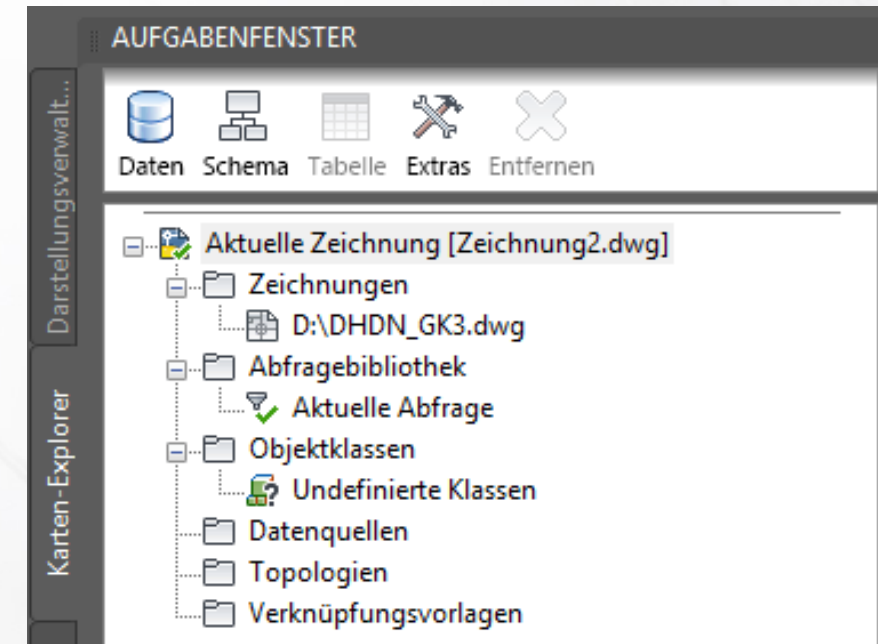 AUFGABENFENSTER
Darstellungsverwalt...
Karten-Explorer
Daten Schema Tabelle Extras Entfernen
Aktuelle Zeichnung [Zeichnung2.dwg]
Zeichnungen
D:\DHDN_GK3.dwg
Abfragebibliothek
Aktuelle Abfrage
Objektklassen
Undefinierte Klassen
Datenquellen
Topologien
Verknüpfungsvorlagen